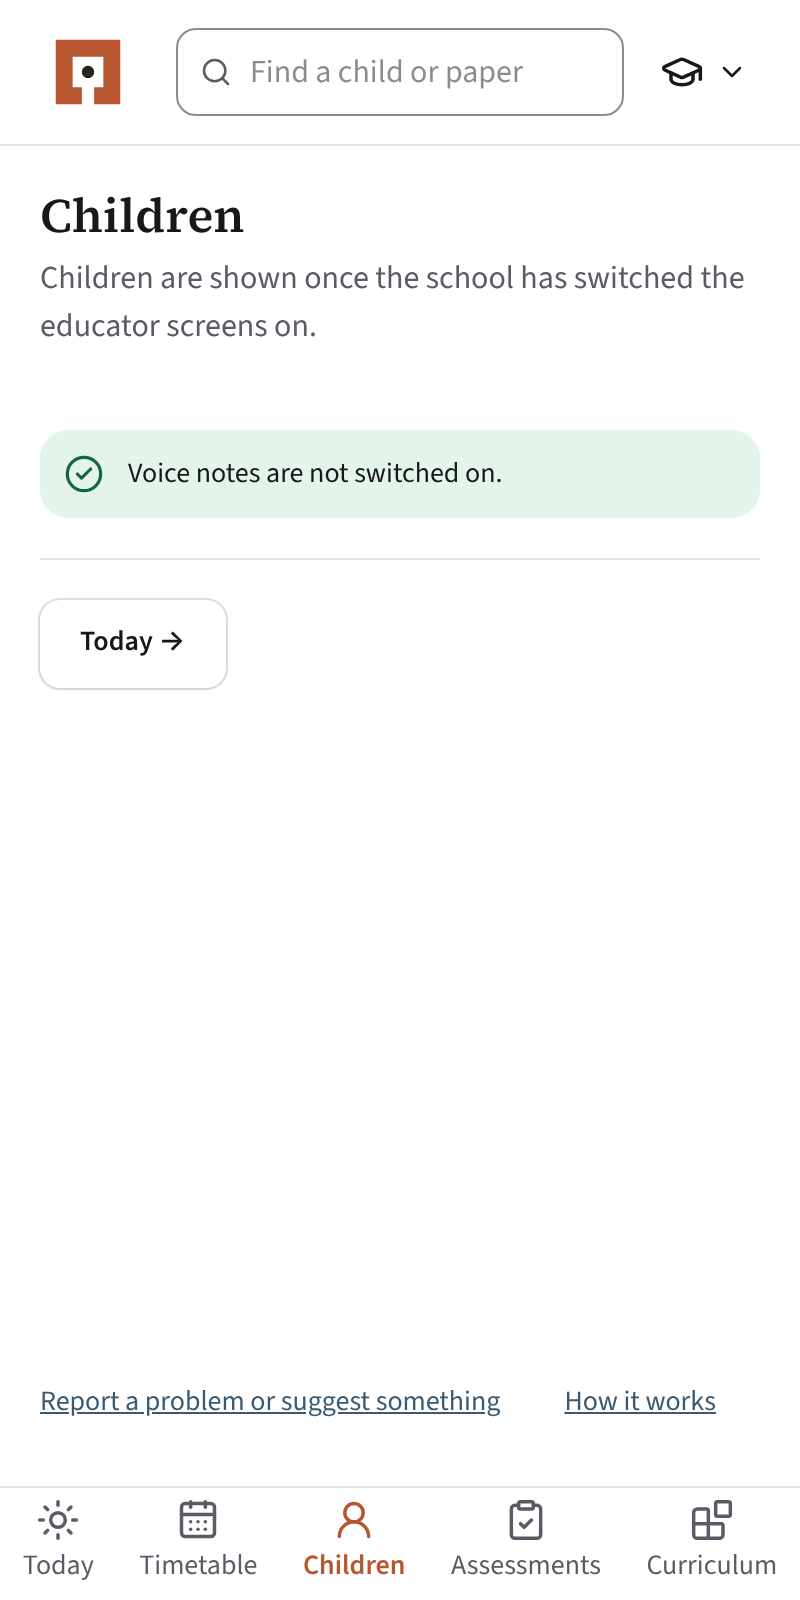 Find a child or paper
Children
Children are shown once the school has switched the
educator screens on.
Voice notes are not switched on.
Today →
Report a problem or suggest something
How it works
Today
Timetable
Children
Assessments
Curriculum